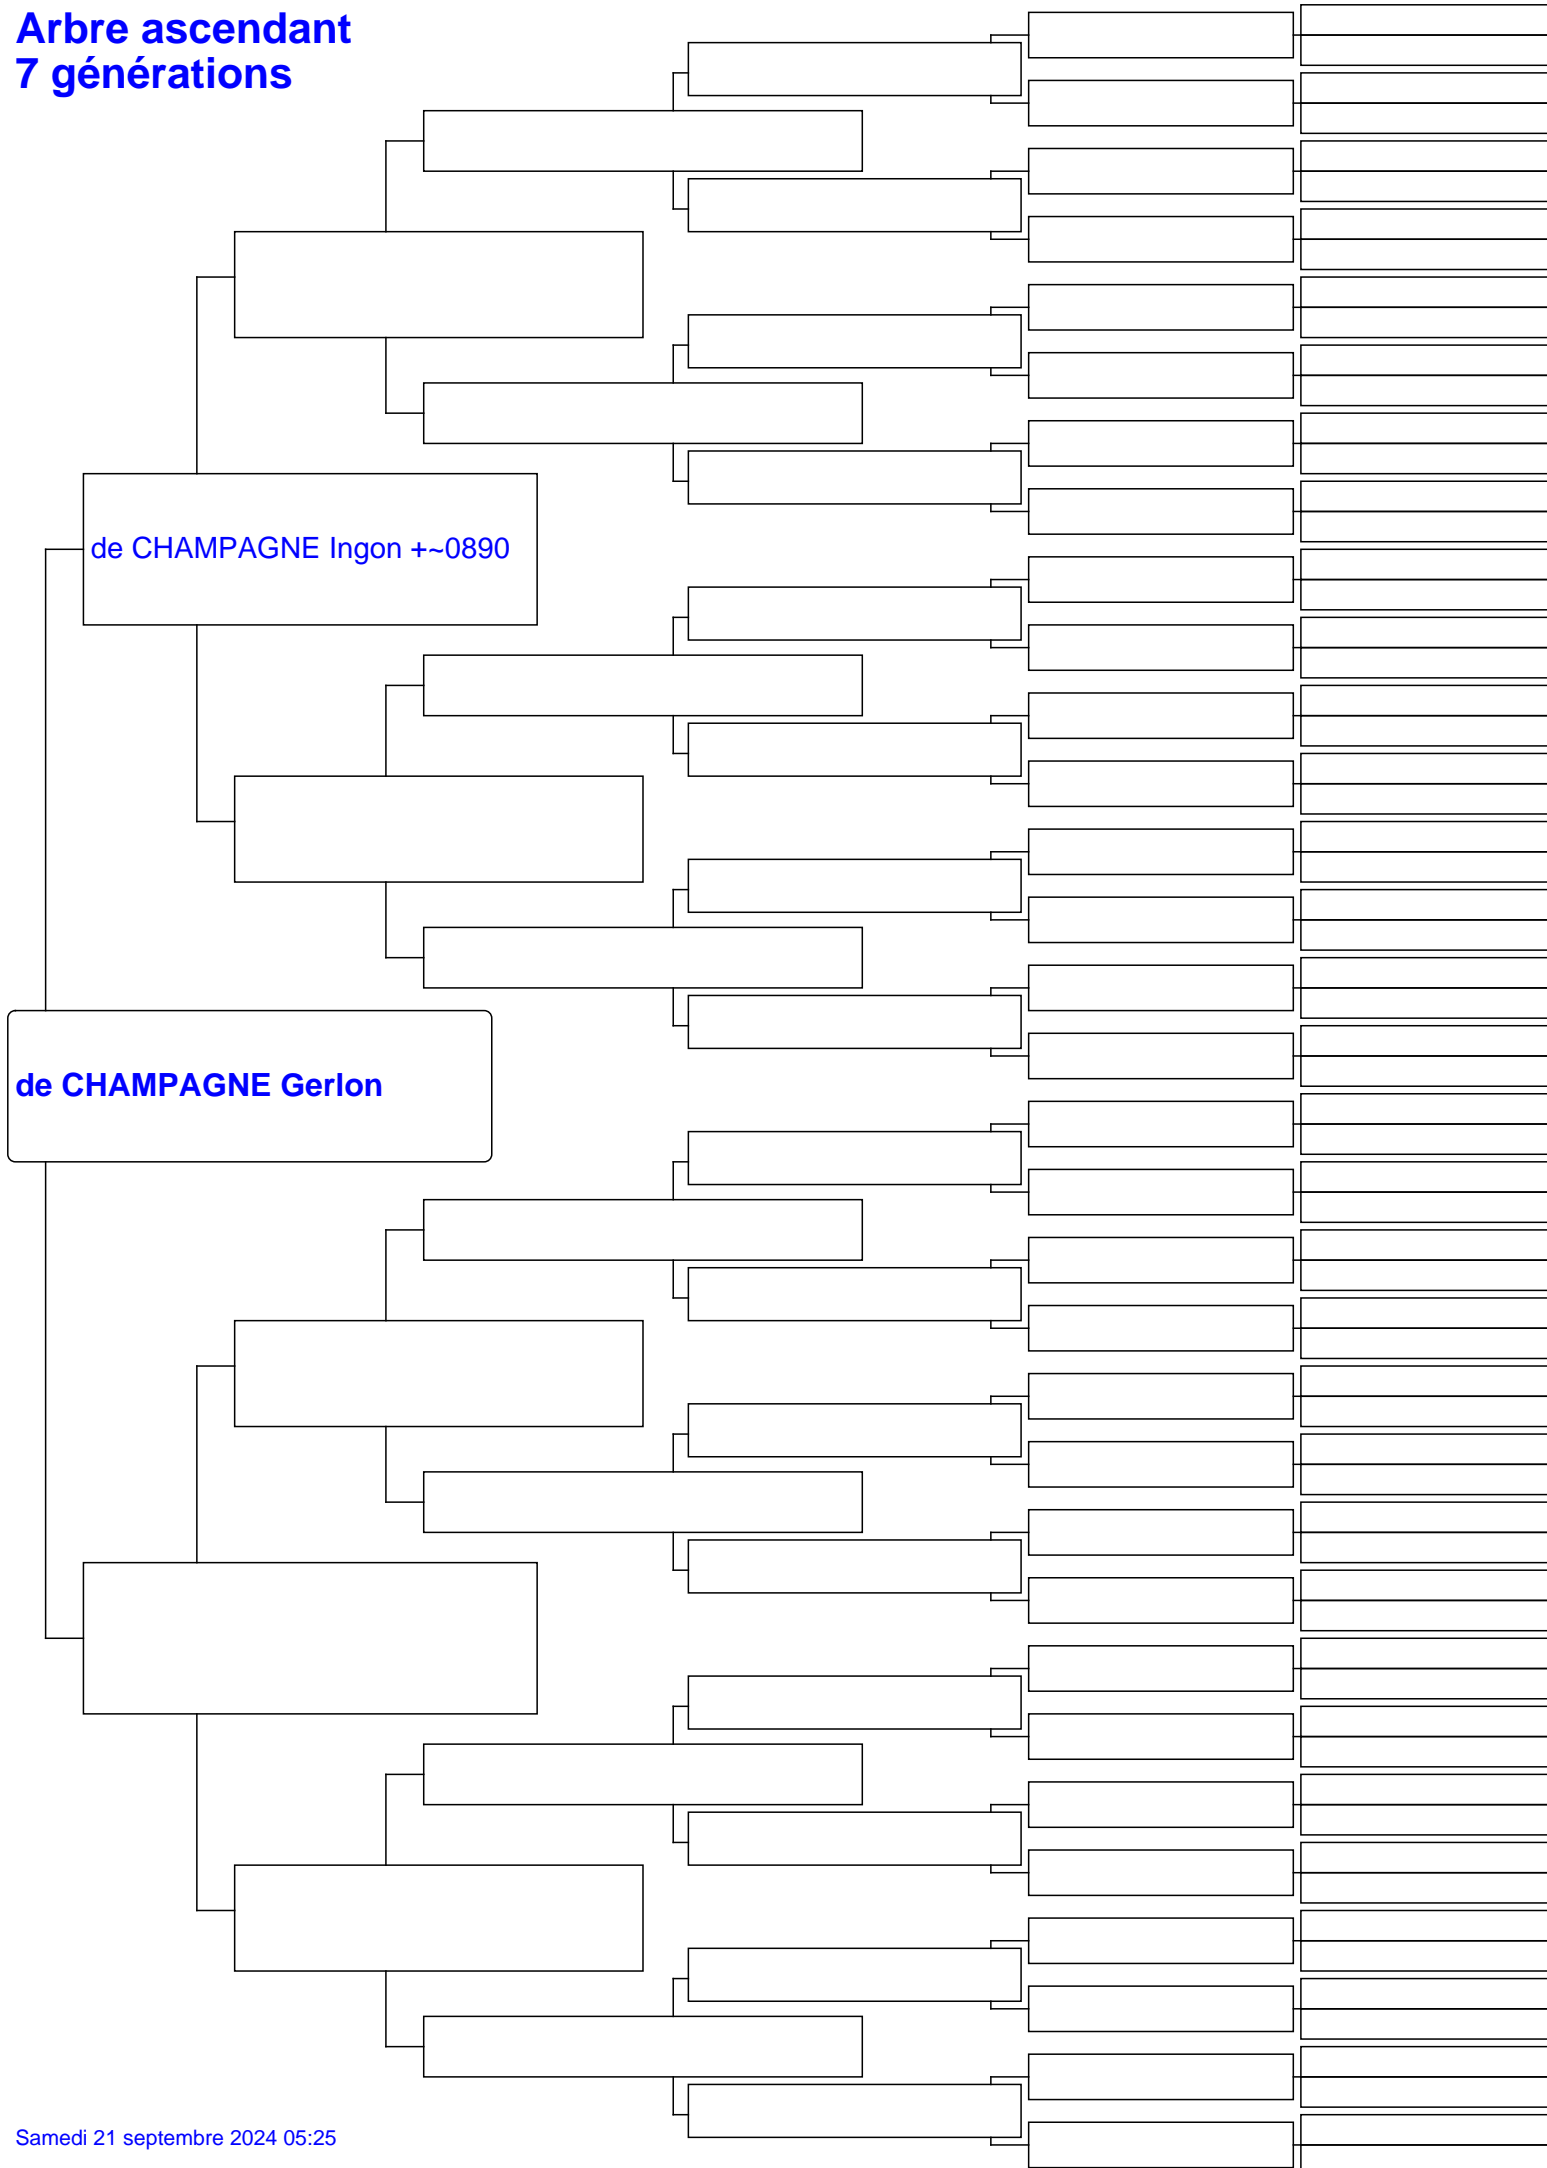 Arbre ascendant
7 générations
de CHAMPAGNE Ingon +~0890
de CHAMPAGNE Gerlon
Samedi 21 septembre 2024 05:25